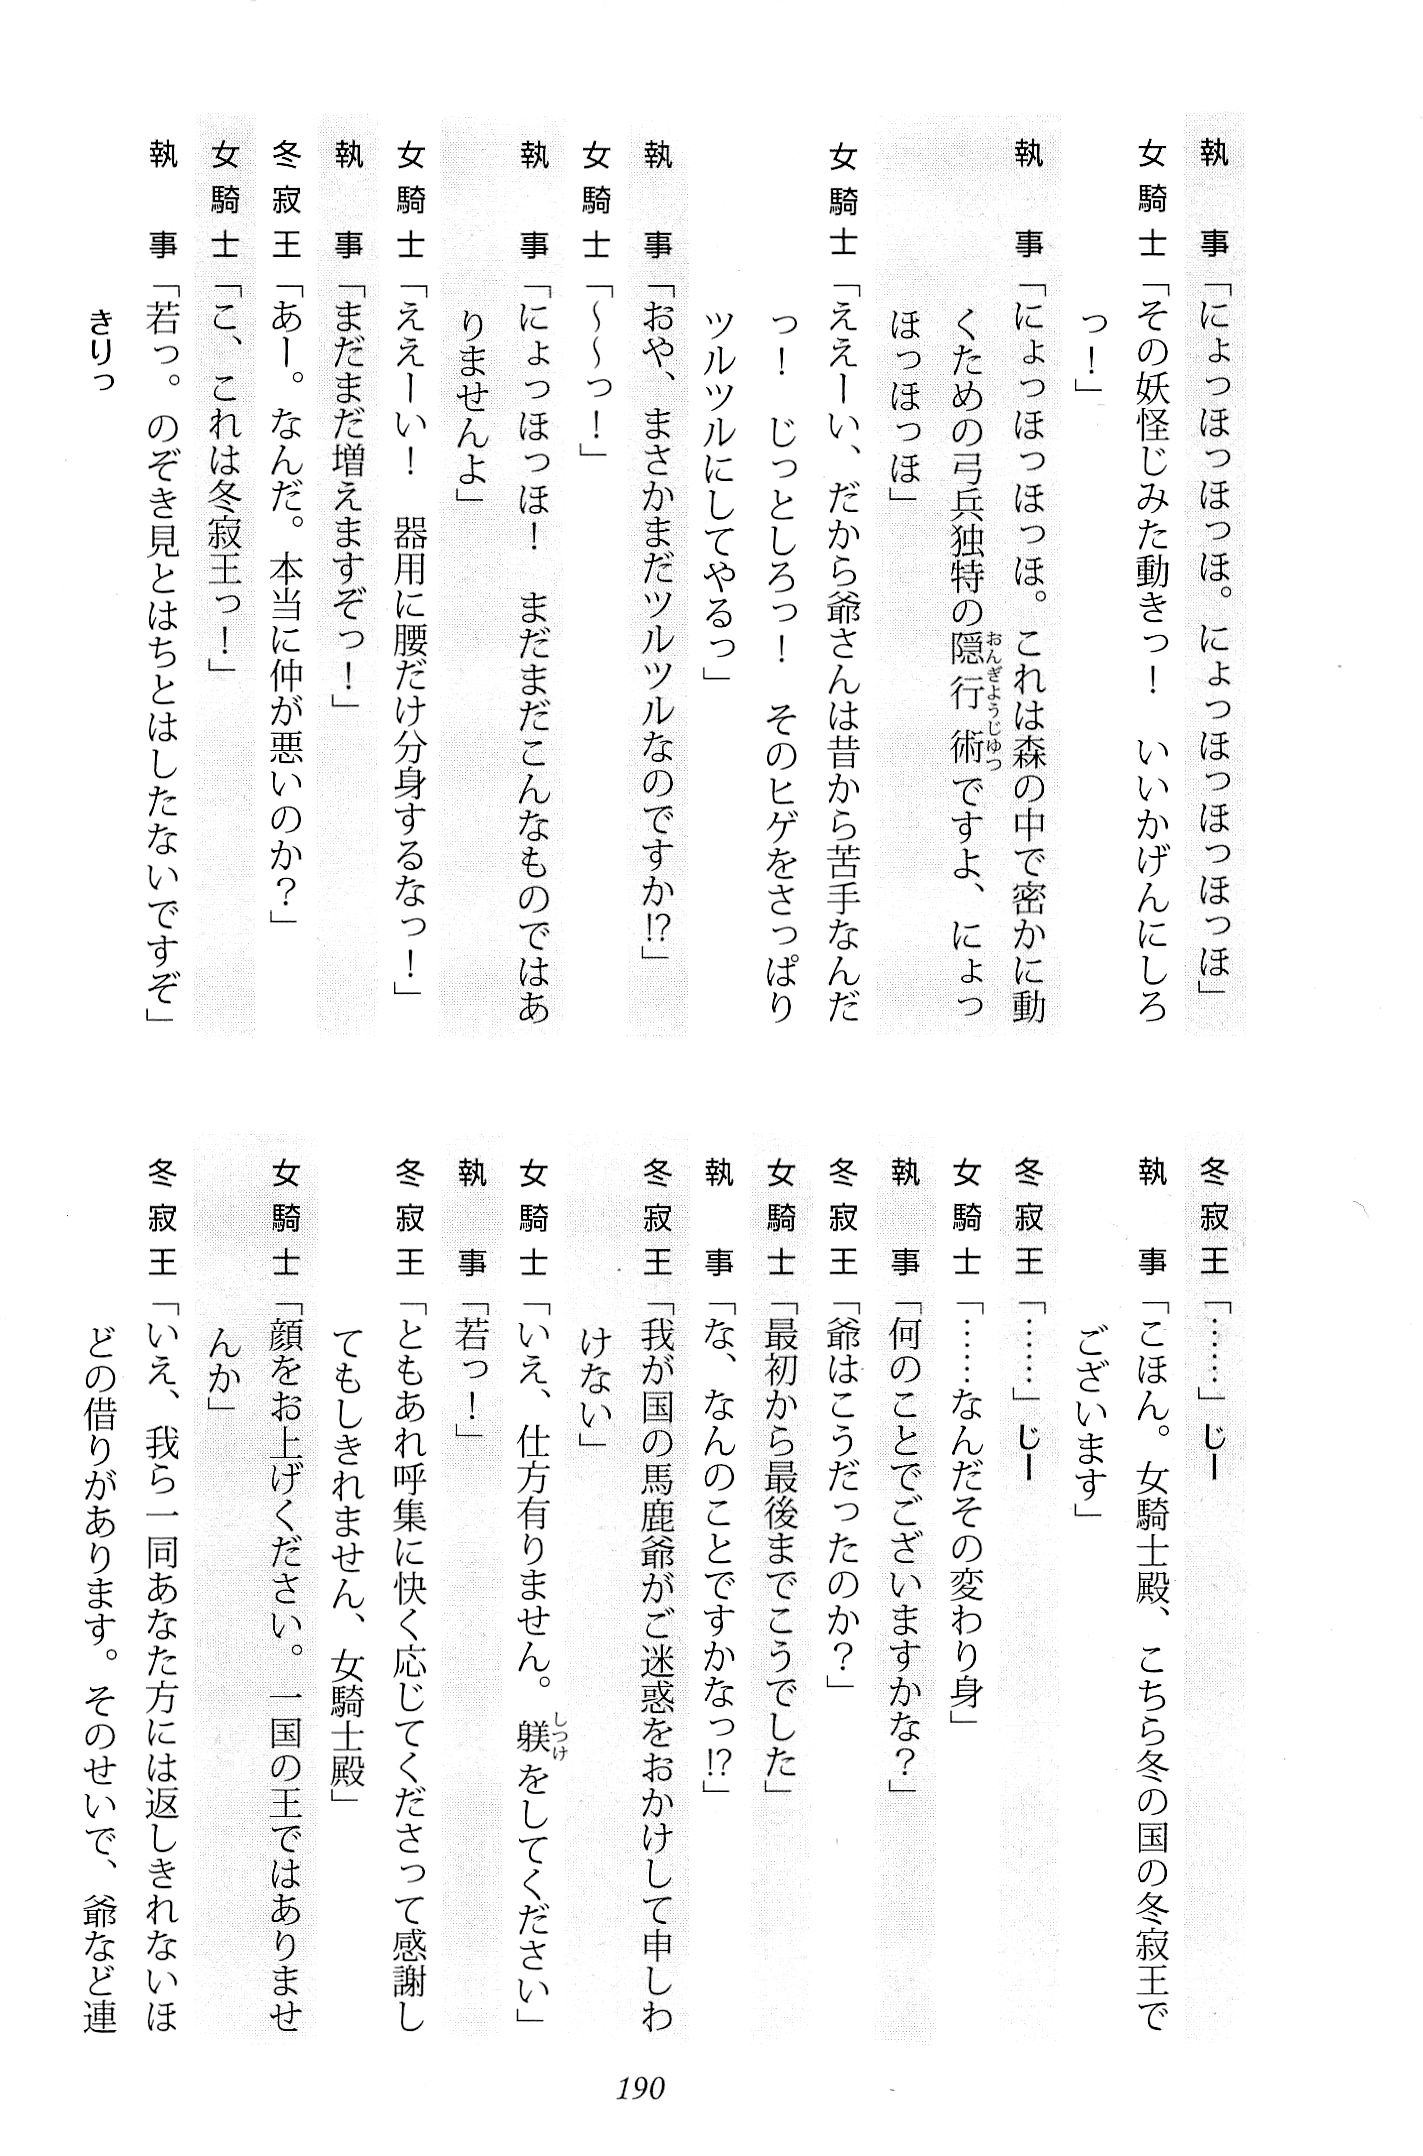 執　事「にょっほっほっほ。にょっほっほっほっほ」
女騎士「その妖怪じみた動きっ！　いいかげんにしろ
っ！」
執　事「にょっほっほっほ。これは森の中で密かに動
くための弓兵独特の隠行術ですよ、にょっ
ほっほっほ」
女騎士「ええーい、だから爺さんは昔から苦手なんだ
っ！　じっとしろっ！　そのヒゲをさっぱり
ツルツルにしてやるっ」
執　事「おや、まさかまだツルツルなのですか!?」
女騎士「～～っ！」
執　事「にょっほっほ！　まだまだこんなものではあ
りませんよ」
女騎士「ええーい！　器用に腰だけ分身するなっ！」
執　事「まだまだ増えますぞっ！」
冬寂王「あー。なんだ。本当に仲が悪いのか？」
女騎士「こ、これは冬寂王っ！」
執　事「若っ。のぞき見とはちとはしたないですぞ」
きりっ
冬寂王「……」じー
執　事「こほん。女騎士殿、こちら冬の国の冬寂王で
ございます」
冬寂王「……」じー
女騎士「……なんだその変わり身」
執　事「何のことでございますかな？」
冬寂王「爺はこうだったのか？」
女騎士「最初から最後までこうでした」
執　事「な、なんのことですかなっ!?」
冬寂王「我が国の馬鹿爺がご迷惑をおかけして申しわ
けない」
女騎士「いえ、仕方有りません。躾をしてください」
執　事「若っ！」
冬寂王「ともあれ呼集に快く応じてくださって感謝し
てもしきれません、女騎士殿」
女騎士「顔をお上げください。一国の王ではありませ
んか」
冬寂王「いえ、我ら一同あなた方には返しきれないほ
どの借りがあります。そのせいで、爺など連
190